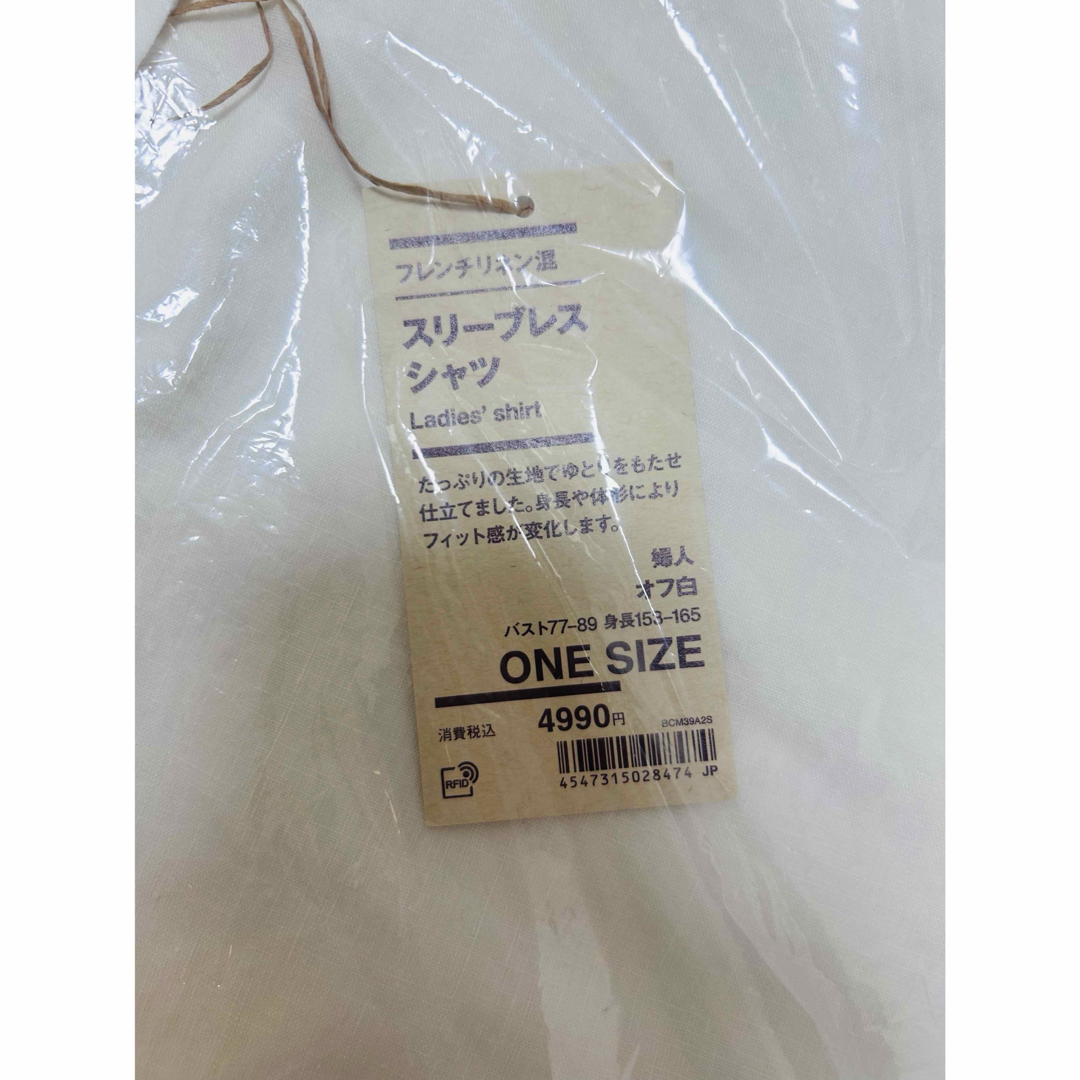 フレンチリネン混
スリーブレス
シャツ
Ladies' shirt
たっぷりの生地でゆとりをもたせ
仕立てました。身長や体形により
フィット感が変化します。
婦人
オフ白
バスト77–89 身長153–165
ONE SIZE
消費税込 4990円 BCM39A2S
4547315028474 JP
RFID